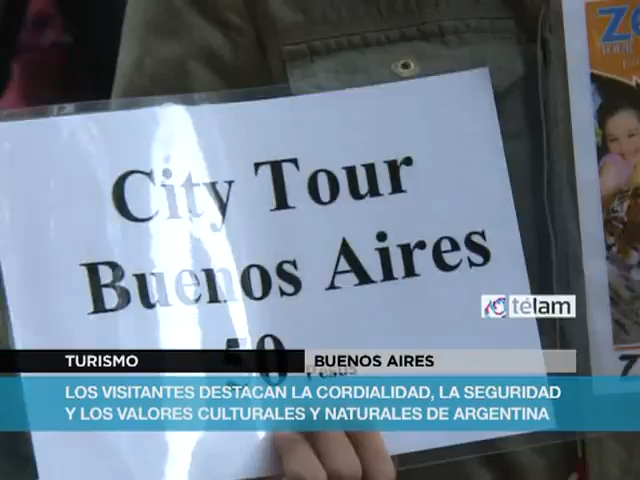 City Tour
Buenos Aires
50
télam
TURISMO
BUENOS AIRES
LOS VISITANTES DESTACAN LA CORDIALIDAD, LA SEGURIDAD
Y LOS VALORES CULTURALES Y NATURALES DE ARGENTINA